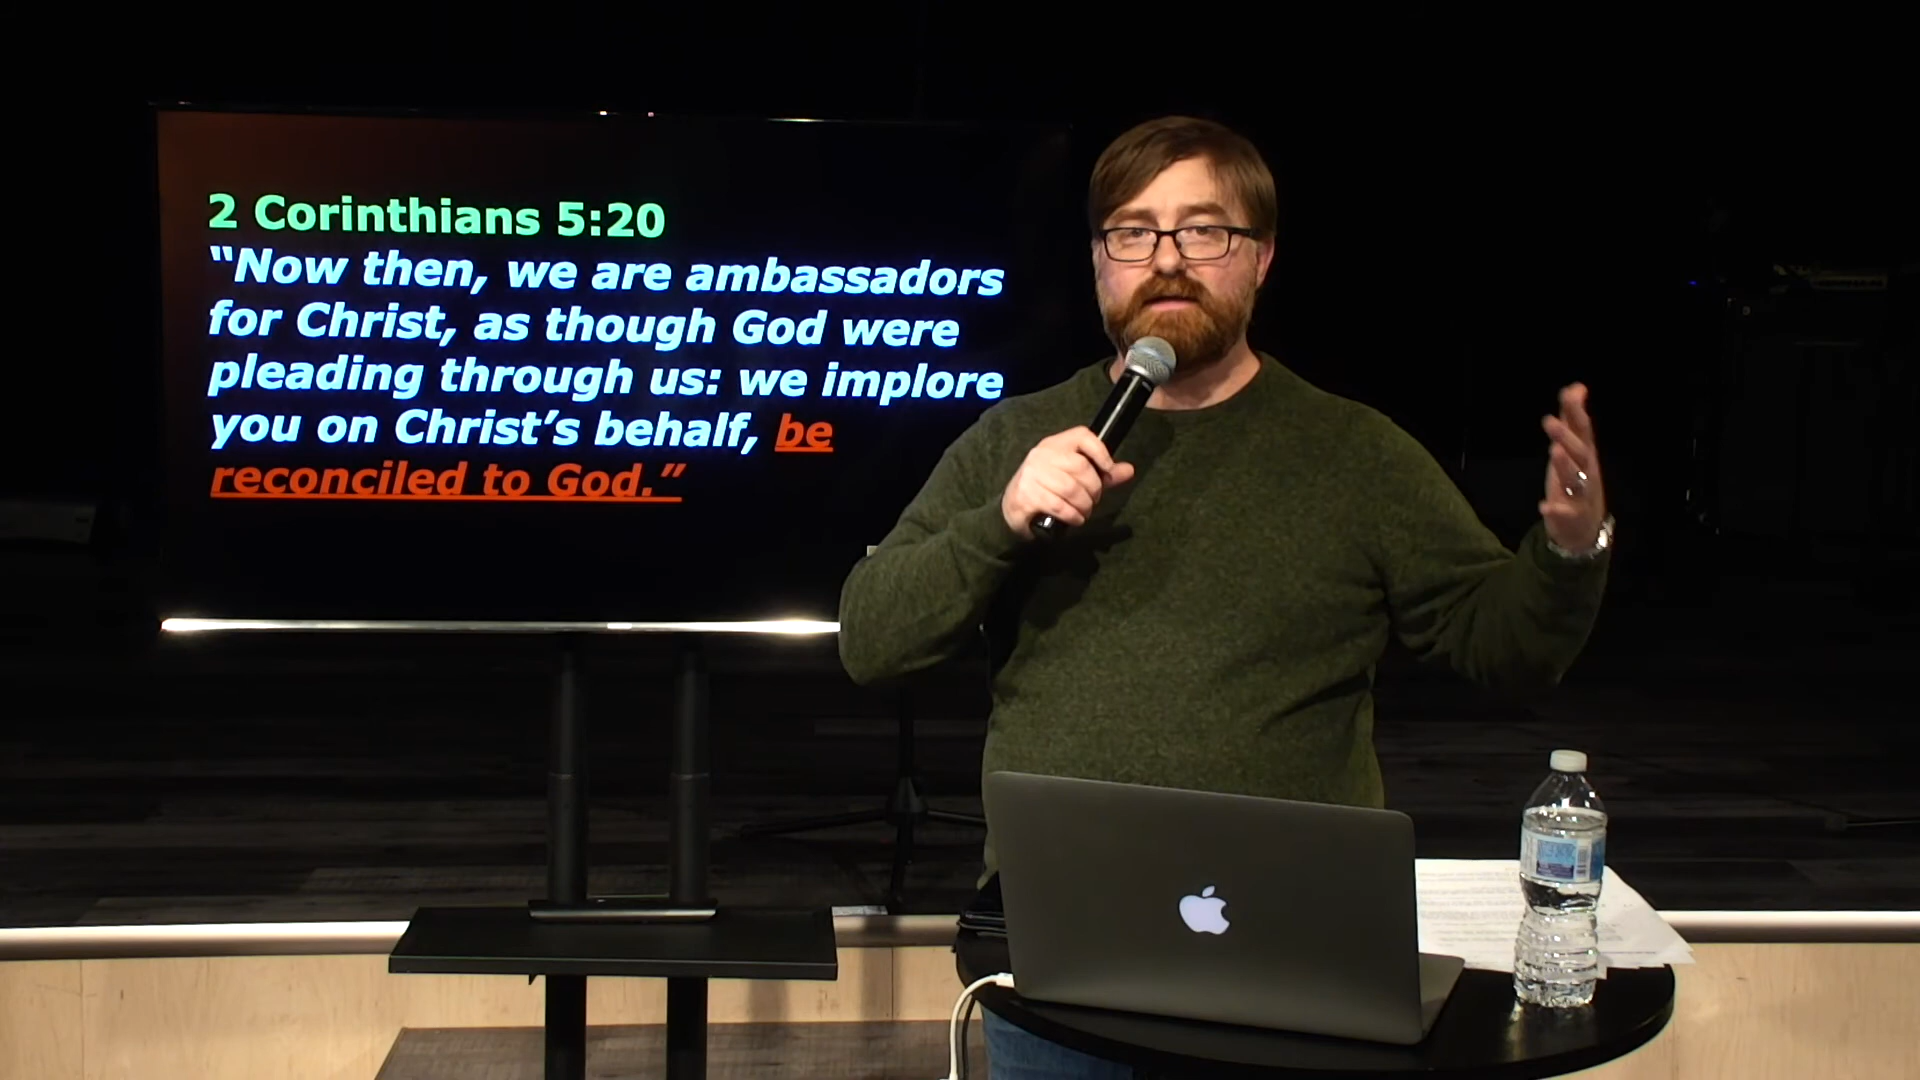 2 Corinthians 5:20
“Now then, we are ambassadors
for Christ, as though God were
pleading through us: we implore
you on Christ’s behalf, be
reconciled to God.”